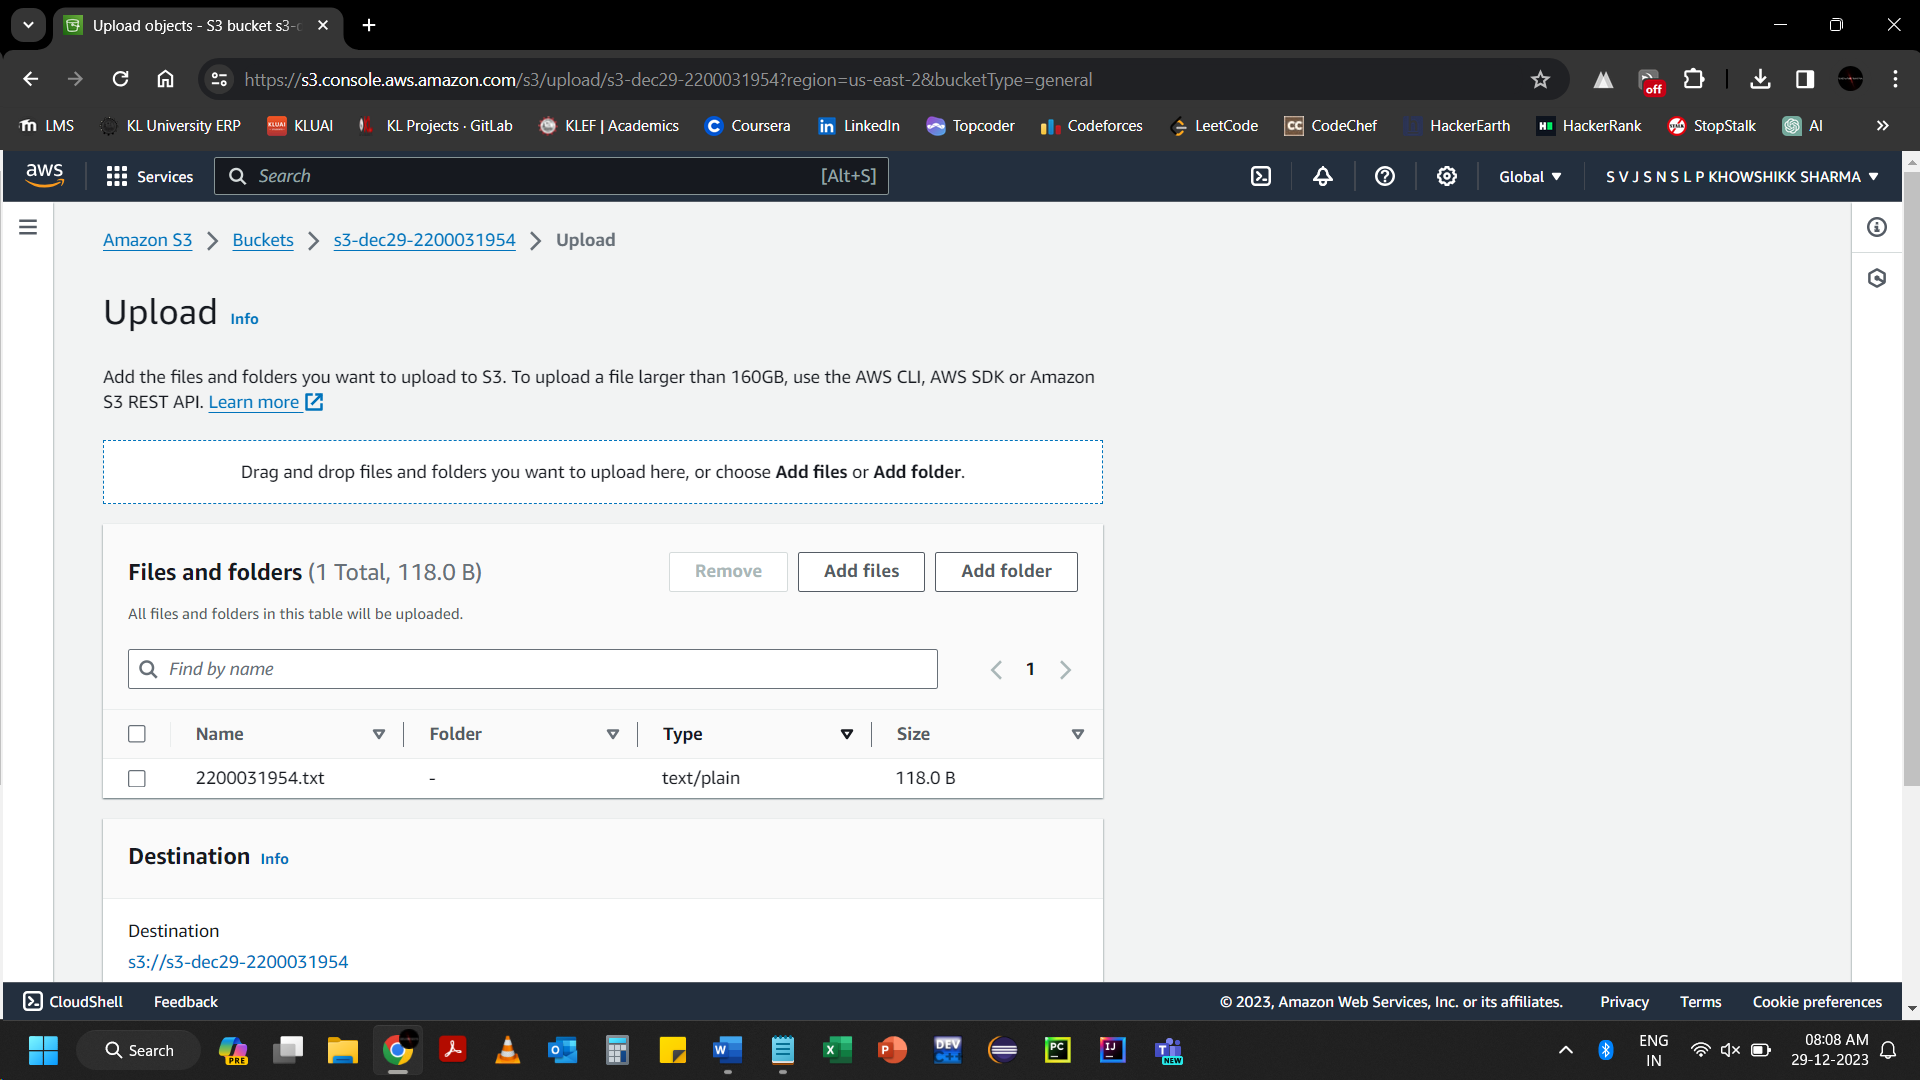 Upload objects - S3 bucket s3-d
https://s3.console.aws.amazon.com/s3/upload/s3-dec29-2200031954?region=us-east-2&bucketType=general
off
LMS
KL University ERP
KLUAI
KLUAI
KL Projects · GitLab
KLEF | Academics
Coursera
LinkedIn
Topcoder
Codeforces
LeetCode
CodeChef
HackerEarth
HackerRank
StopStalk
AI
aws
Services
Search
[Alt+S]
Global
S V J S N S L P KHOWSHIKK SHARMA
Amazon S3
Buckets
s3-dec29-2200031954
Upload
Upload Info
Add the files and folders you want to upload to S3. To upload a file larger than 160GB, use the AWS CLI, AWS SDK or Amazon
S3 REST API. Learn more
Drag and drop files and folders you want to upload here, or choose Add files or Add folder.
Files and folders (1 Total, 118.0 B)
Remove
Add files
Add folder
All files and folders in this table will be uploaded.
Find by name
1
Name
Folder
Type
Size
2200031954.txt
-
text/plain
118.0 B
Destination Info
Destination
s3://s3-dec29-2200031954
CloudShell
Feedback
© 2023, Amazon Web Services, Inc. or its affiliates.
Privacy
Terms
Cookie preferences
Search
PRE
DEV
C++
PC
IJ
NEW
ENG
IN
08:08 AM
29-12-2023